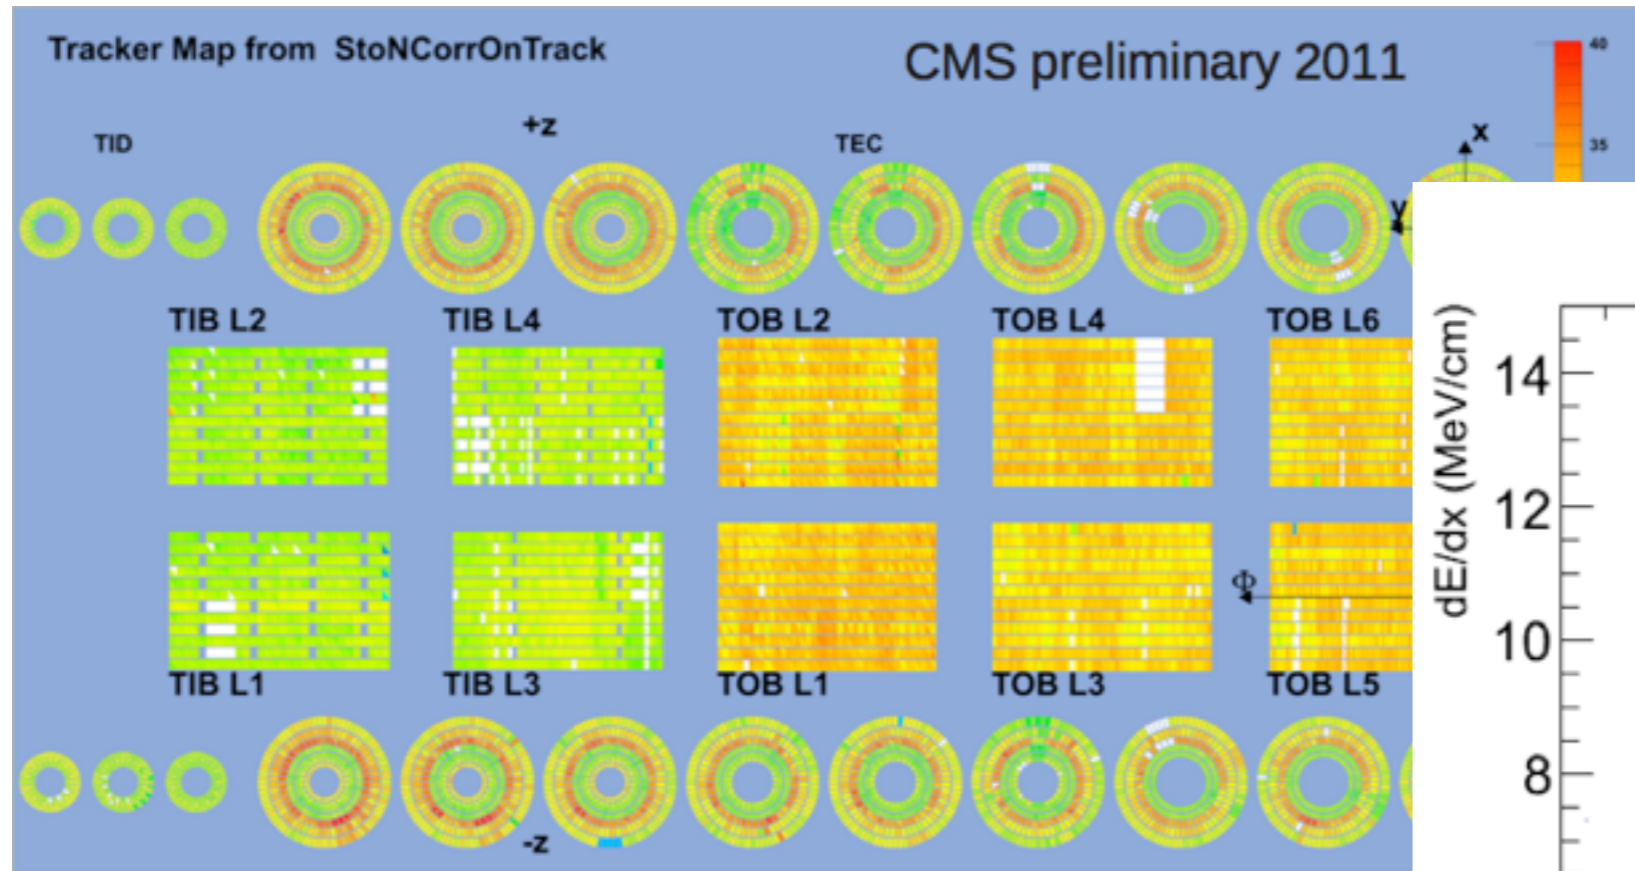 Tracker Map from StoNCorrOnTrack
CMS preliminary 2011
40
+z
x
TID
TEC
35
y
TIB L2
TIB L4
TOB L2
TOB L4
TOB L6
dE/dx (MeV/cm)
14
12
Φ
10
TIB L1
TIB L3
TOB L1
TOB L3
TOB L5
8
-z